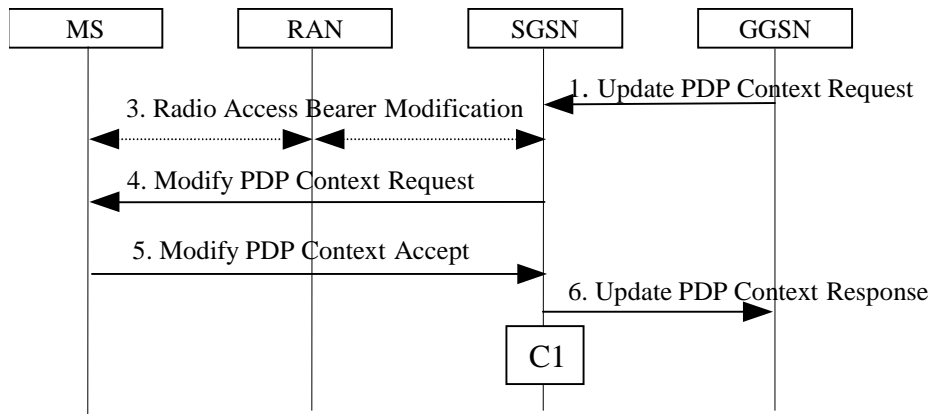 MS RAN SGSN GGSN
1. Update PDP Context Request
3. Radio Access Bearer Modification
4. Modify PDP Context Request
5. Modify PDP Context Accept
6. Update PDP Context Response
C1